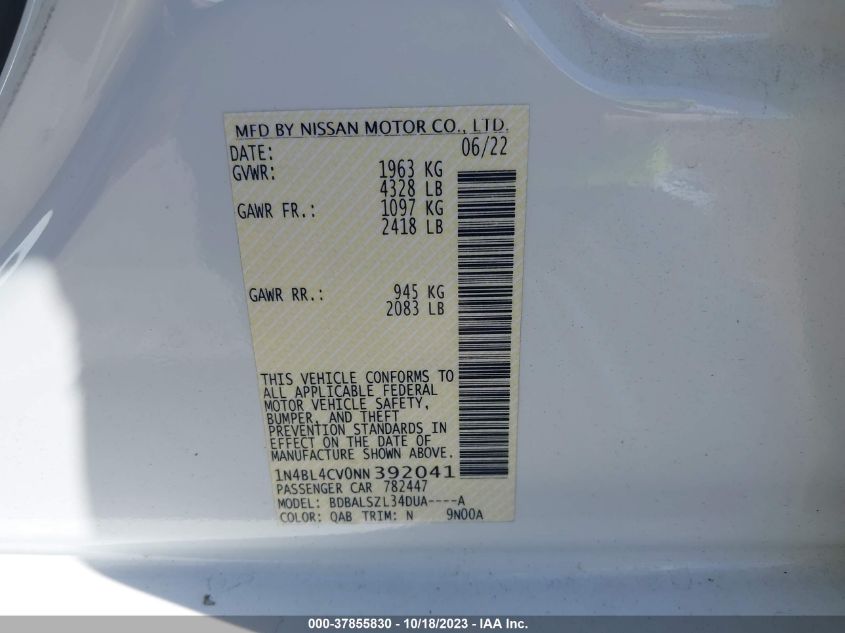 MFD BY NISSAN MOTOR CO., LTD.
DATE: 06/22
GVWR: 1963 KG
4328 LB
GAWR FR.: 1097 KG
2418 LB
GAWR RR.: 945 KG
2083 LB
THIS VEHICLE CONFORMS TO
ALL APPLICABLE FEDERAL
MOTOR VEHICLE SAFETY,
BUMPER, AND THEFT
PREVENTION STANDARDS IN
EFFECT ON THE DATE OF
MANUFACTURE SHOWN ABOVE.
1N4BL4CV0NN392041
PASSENGER CAR 782447
MODEL: BDBALSZL34DUA----A
COLOR: QAB TRIM: N 9N00A
000-37855830 - 10/18/2023 - IAA Inc.